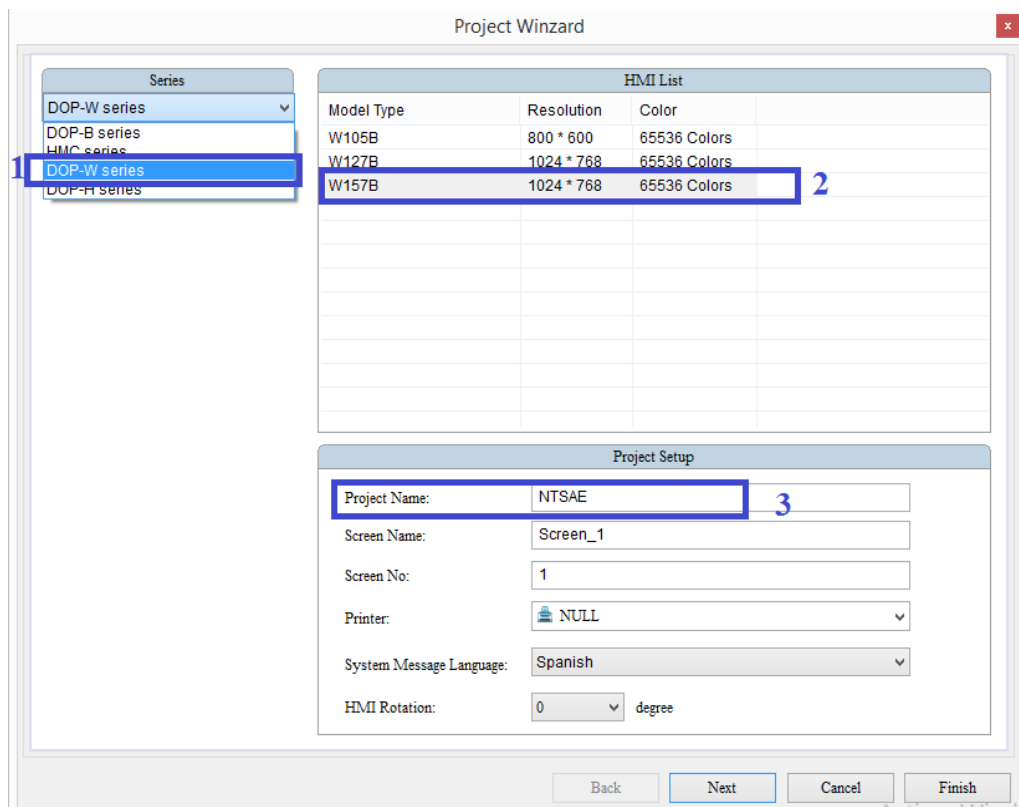 Project Winzard
x
Series
DOP-W series
DOP-B series
HMC series
1 DOP-W series
DOP-H series
HMI List
Model Type Resolution Color
W105B 800 * 600 65536 Colors
W127B 1024 * 768 65536 Colors
W157B 1024 * 768 65536 Colors 2
Project Setup
Project Name: NTSAE 3
Screen Name: Screen_1
Screen No: 1
Printer: NULL
System Message Language: Spanish
HMI Rotation: 0 degree
Back Next Cancel Finish